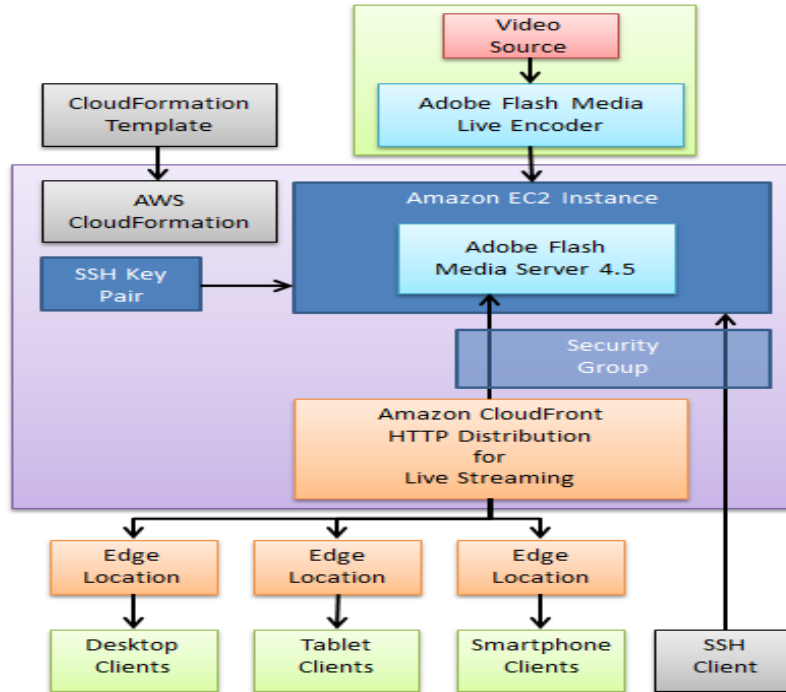 Video
Source
CloudFormation
Template
Adobe Flash Media
Live Encoder
AWS
CloudFormation
Amazon EC2 Instance
Adobe Flash
Media Server 4.5
SSH Key
Pair
Security
Group
Amazon CloudFront
HTTP Distribution
for
Live Streaming
Edge
Location
Edge
Location
Edge
Location
Desktop
Clients
Tablet
Clients
Smartphone
Clients
SSH
Client